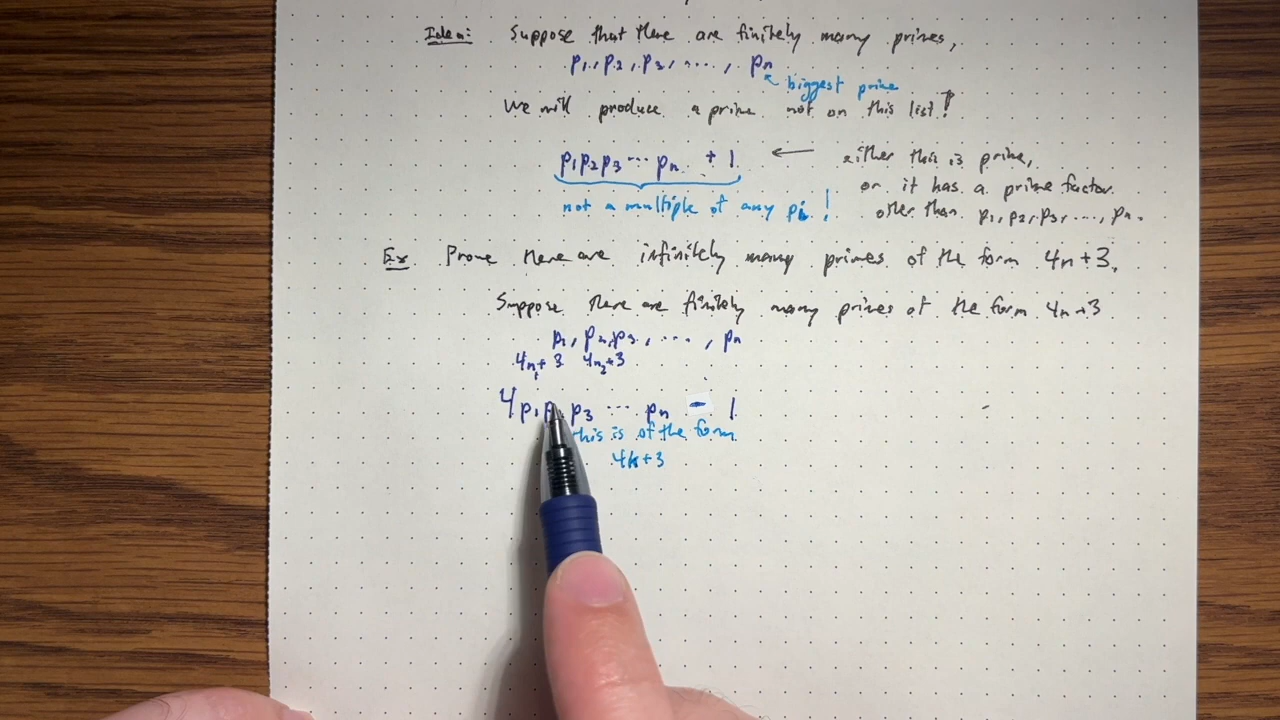 Idea: Suppose that there are finitely many primes,
p₁, p₂, p₃, ..., pₙ
biggest prime
We will produce a prime not on this list!
p₁p₂p₃ ... pₙ + 1 ← either this is prime,
or it has a prime factor
not a multiple of any pᵢ!
other than p₁, p₂, p₃, ..., pₙ.
Ex Prove there are infinitely many primes of the form 4n+3.
Suppose there are finitely many primes of the form 4n+3
p₁, p₂, p₃, ..., pₙ
4n₁+3 4n₂+3
4p₁p p₃ ... pₙ - 1
this is of the form
4k+3